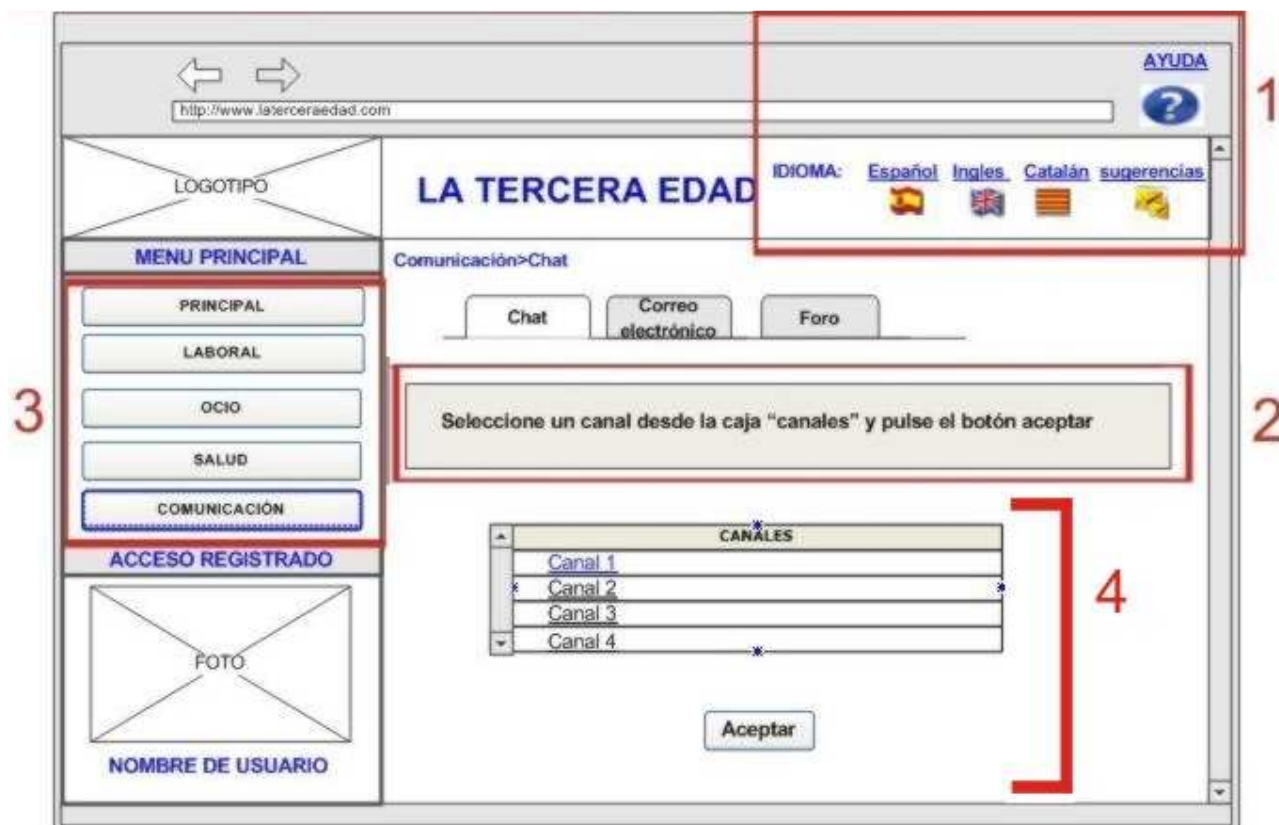 AYUDA
1
http://www.laterceraedad.com
LOGOTIPO
LA TERCERA EDAD
IDIOMA: Español Ingles Catalán sugerencias
MENU PRINCIPAL
Comunicación>Chat
PRINCIPAL
LABORAL
OCIO
SALUD
COMUNICACIÓN
3
Chat
Correo
electrónico
Foro
Seleccione un canal desde la caja “canales” y pulse el botón aceptar
2
CANALES
Canal 1
Canal 2
Canal 3
Canal 4
4
Aceptar
ACCESO REGISTRADO
FOTO
NOMBRE DE USUARIO